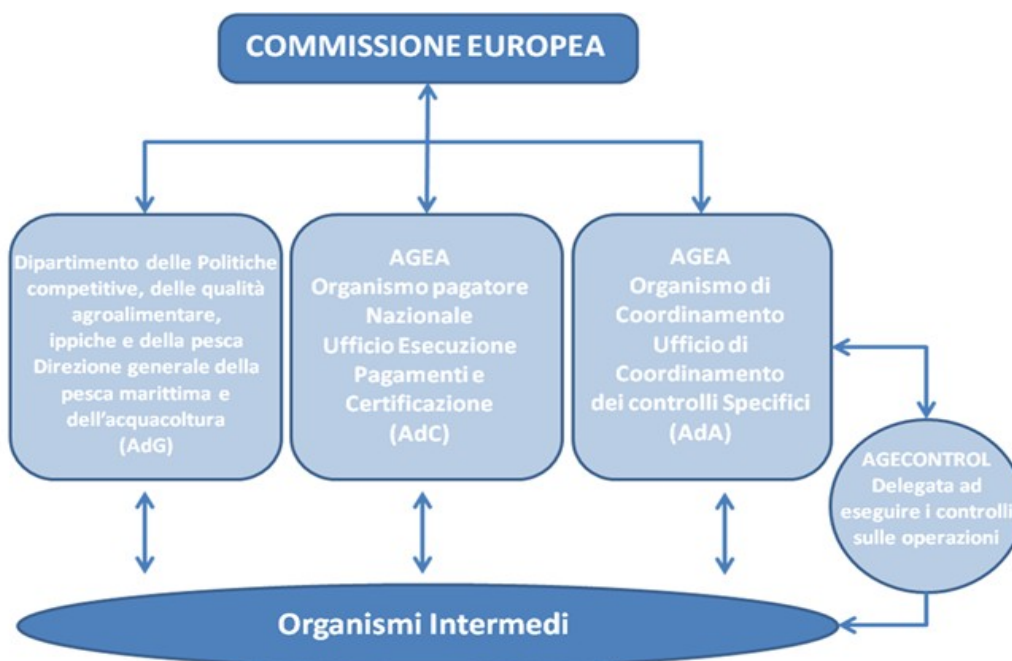 COMMISSIONE EUROPEA
Dipartimento delle Politiche
competitive, delle qualità
agroalimentare,
ippiche e della pesca
Direzione generale della
pesca marittima e
dell'acquacoltura
(AdG)
AGEA
Organismo pagatore
Nazionale
Ufficio Esecuzione
Pagamenti e
Certificazione
(AdC)
AGEA
Organismo di
Coordinamento
Ufficio di
Coordinamento
dei controlli Specifici
(AdA)
AGECONTROL
Delegata ad
eseguire i controlli
sulle operazioni
Organismi Intermedi